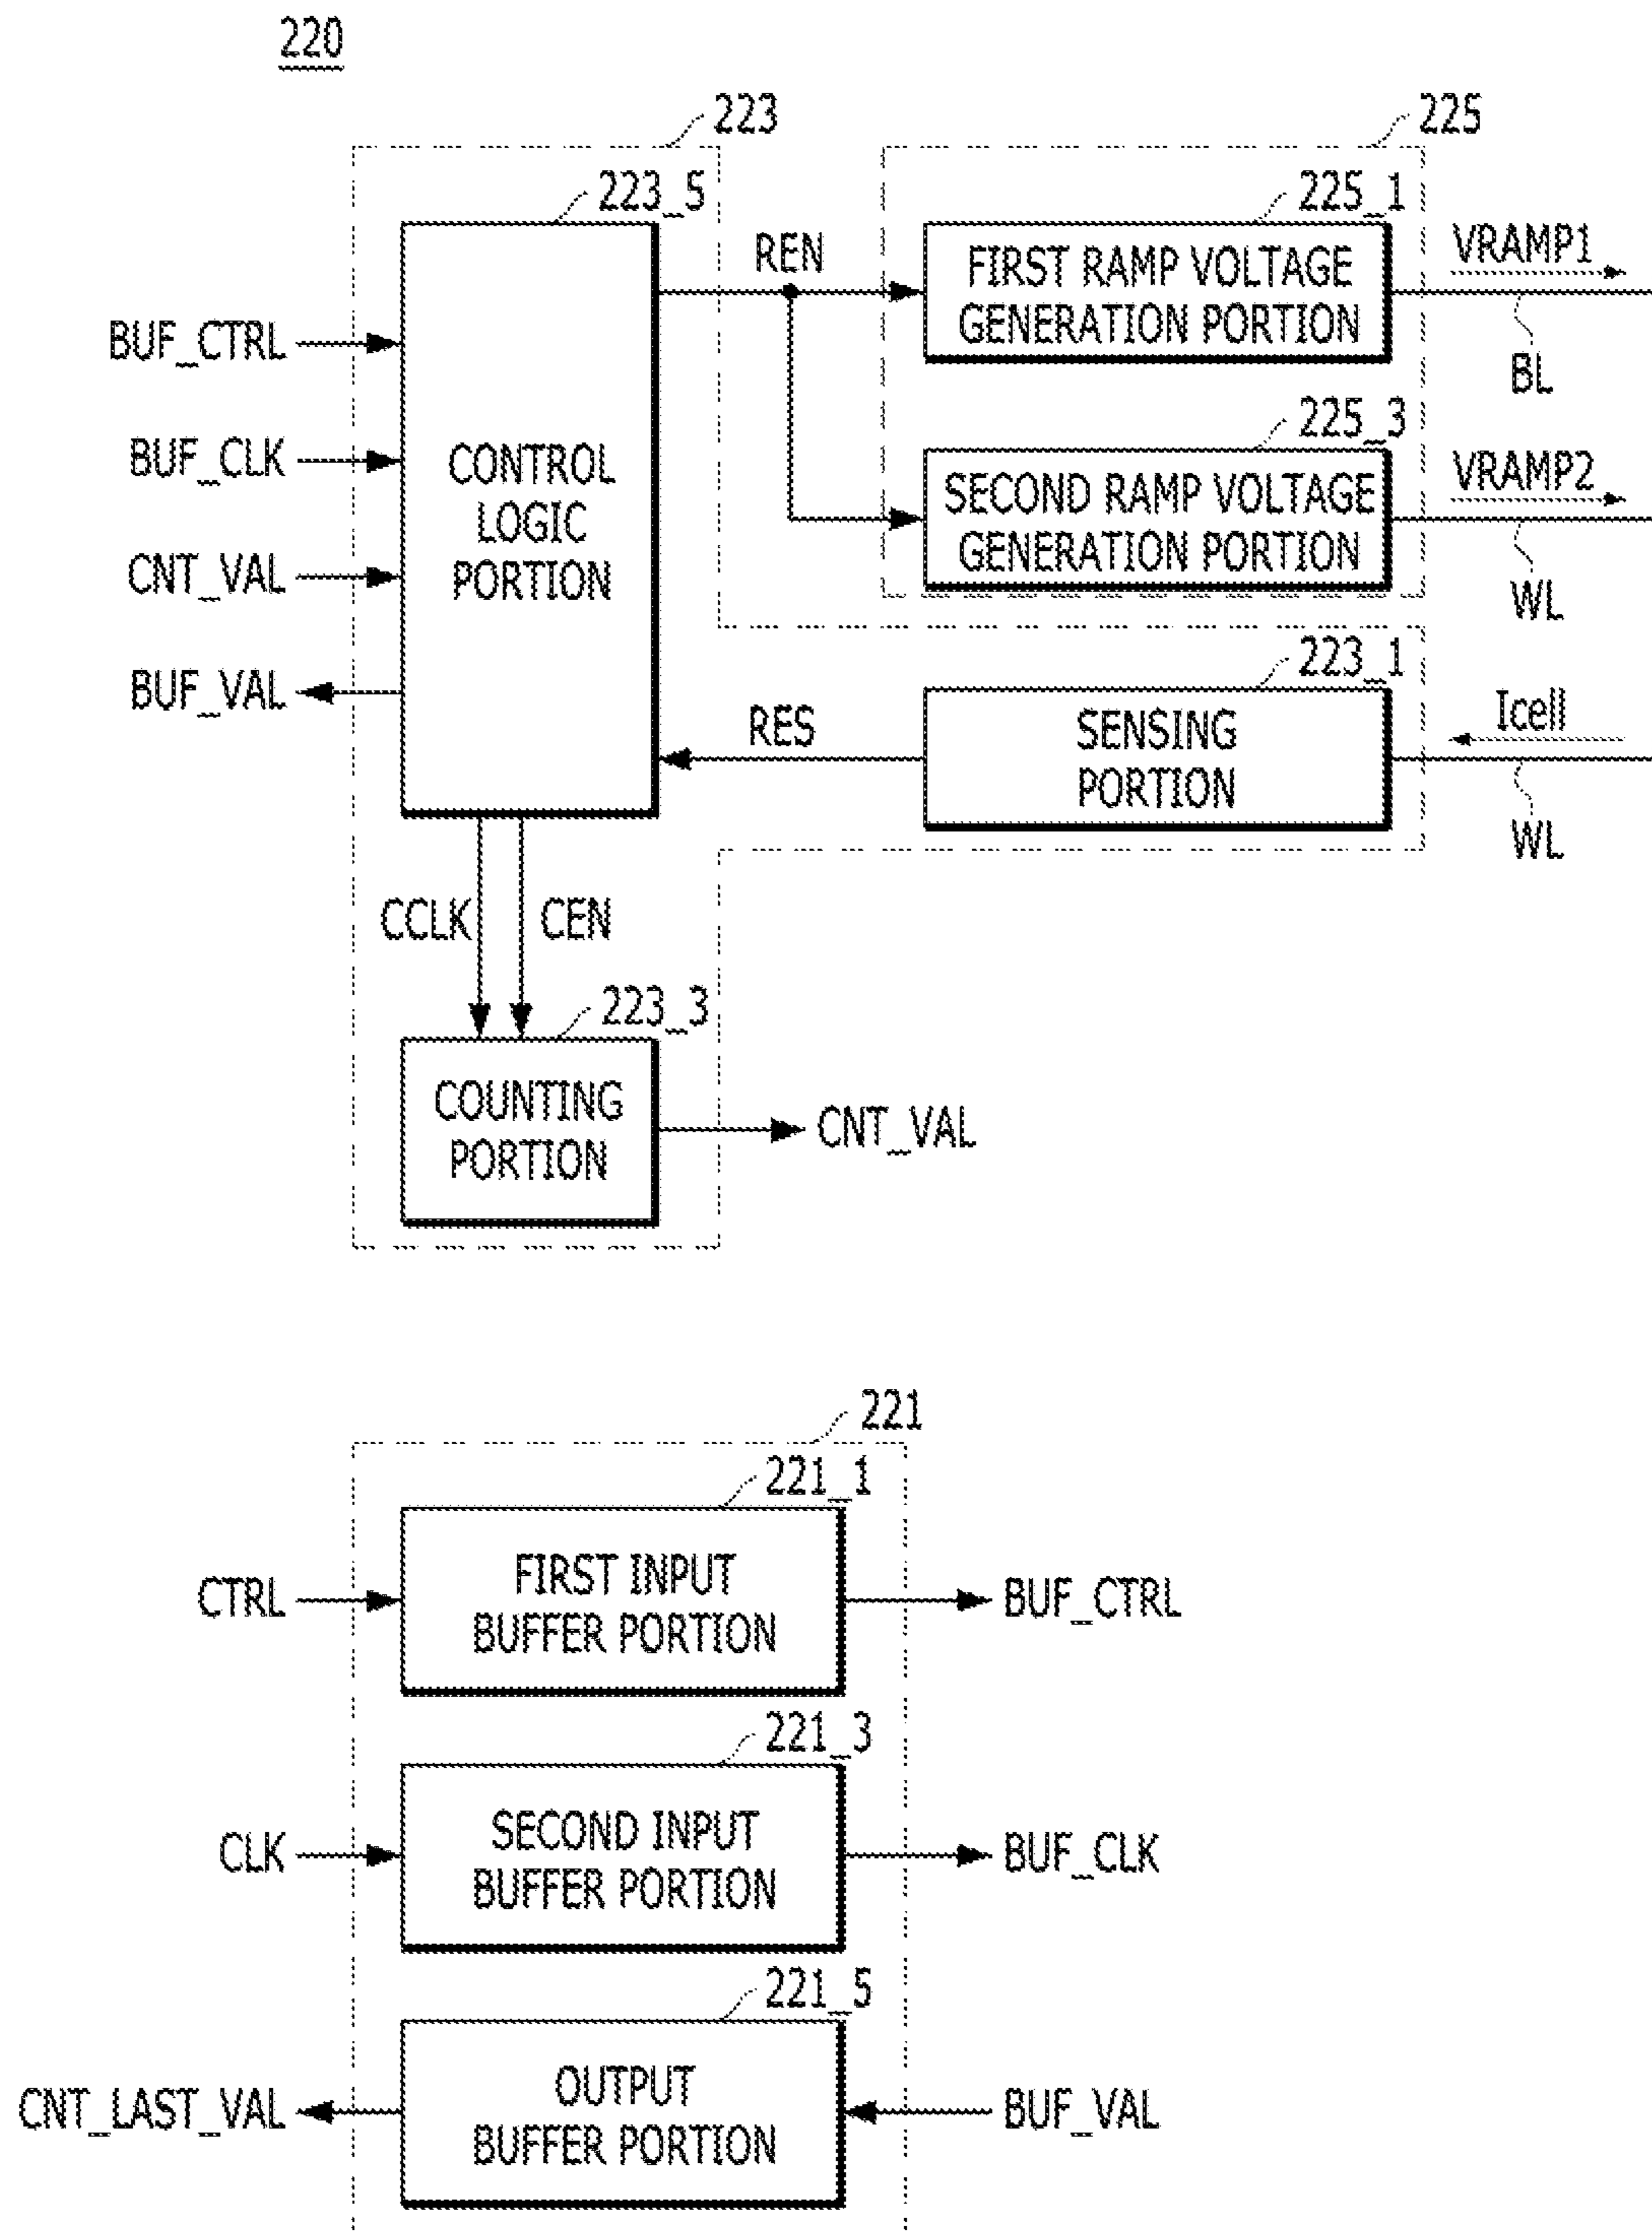 220
223
225
223_5
225_1
REN
FIRST RAMP VOLTAGE
GENERATION PORTION
VRAMP1
BL
BUF_CTRL
BUF_CLK
CNT_VAL
BUF_VAL
CONTROL
LOGIC
PORTION
225_3
SECOND RAMP VOLTAGE
GENERATION PORTION
VRAMP2
WL
223_1
RES
SENSING
PORTION
Icell
WL
CCLK
CEN
223_3
COUNTING
PORTION
CNT_VAL
221
221_1
CTRL
FIRST INPUT
BUFFER PORTION
BUF_CTRL
221_3
CLK
SECOND INPUT
BUFFER PORTION
BUF_CLK
221_5
CNT_LAST_VAL
OUTPUT
BUFFER PORTION
BUF_VAL